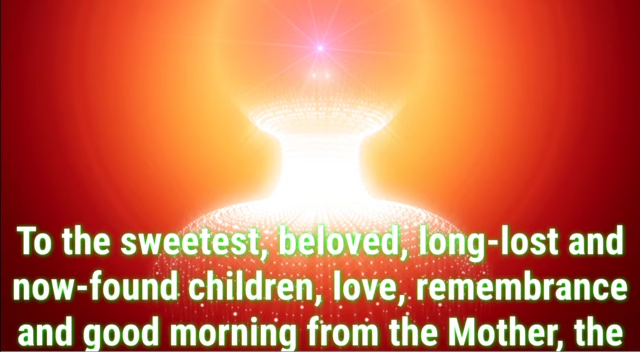 To the sweetest, beloved, long-lost and
now-found children, love, remembrance
and good morning from the Mother, the